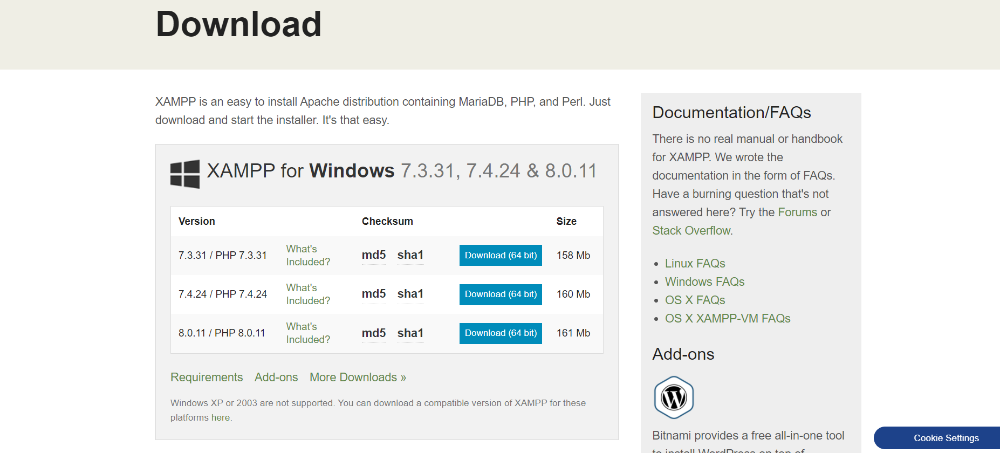 Download
XAMPP is an easy to install Apache distribution containing MariaDB, PHP, and Perl. Just
download and start the installer. It's that easy.
XAMPP for Windows 7.3.31, 7.4.24 & 8.0.11
Version Checksum Size
7.3.31 / PHP 7.3.31 What's Included? md5 sha1 Download (64 bit) 158 Mb
7.4.24 / PHP 7.4.24 What's Included? md5 sha1 Download (64 bit) 160 Mb
8.0.11 / PHP 8.0.11 What's Included? md5 sha1 Download (64 bit) 161 Mb
Requirements Add-ons More Downloads »
Windows XP or 2003 are not supported. You can download a compatible version of XAMPP for these
platforms here.
Documentation/FAQs
There is no real manual or handbook
for XAMPP. We wrote the
documentation in the form of FAQs.
Have a burning question that's not
answered here? Try the Forums or
Stack Overflow.
Linux FAQs
Windows FAQs
OS X FAQs
OS X XAMPP-VM FAQs
Add-ons
Bitnami provides a free all-in-one tool
to install WordPress on top of
Cookie Settings